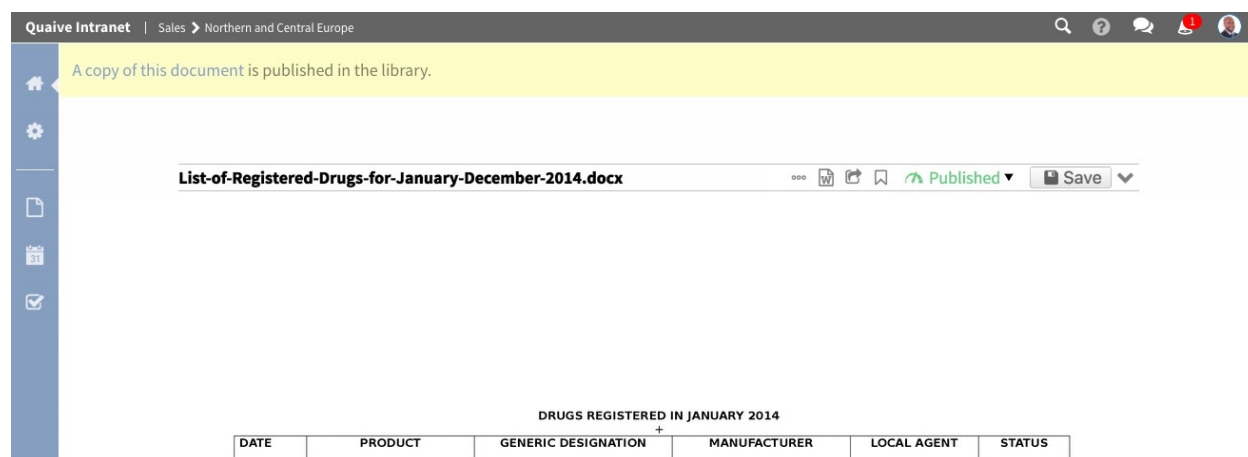 Quaive Intranet | Sales > Northern and Central Europe
1
A copy of this document is published in the library.
List-of-Registered-Drugs-for-January-December-2014.docx
W
Published
Save
31
DRUGS REGISTERED IN JANUARY 2014
+
DATE PRODUCT GENERIC DESIGNATION MANUFACTURER LOCAL AGENT STATUS